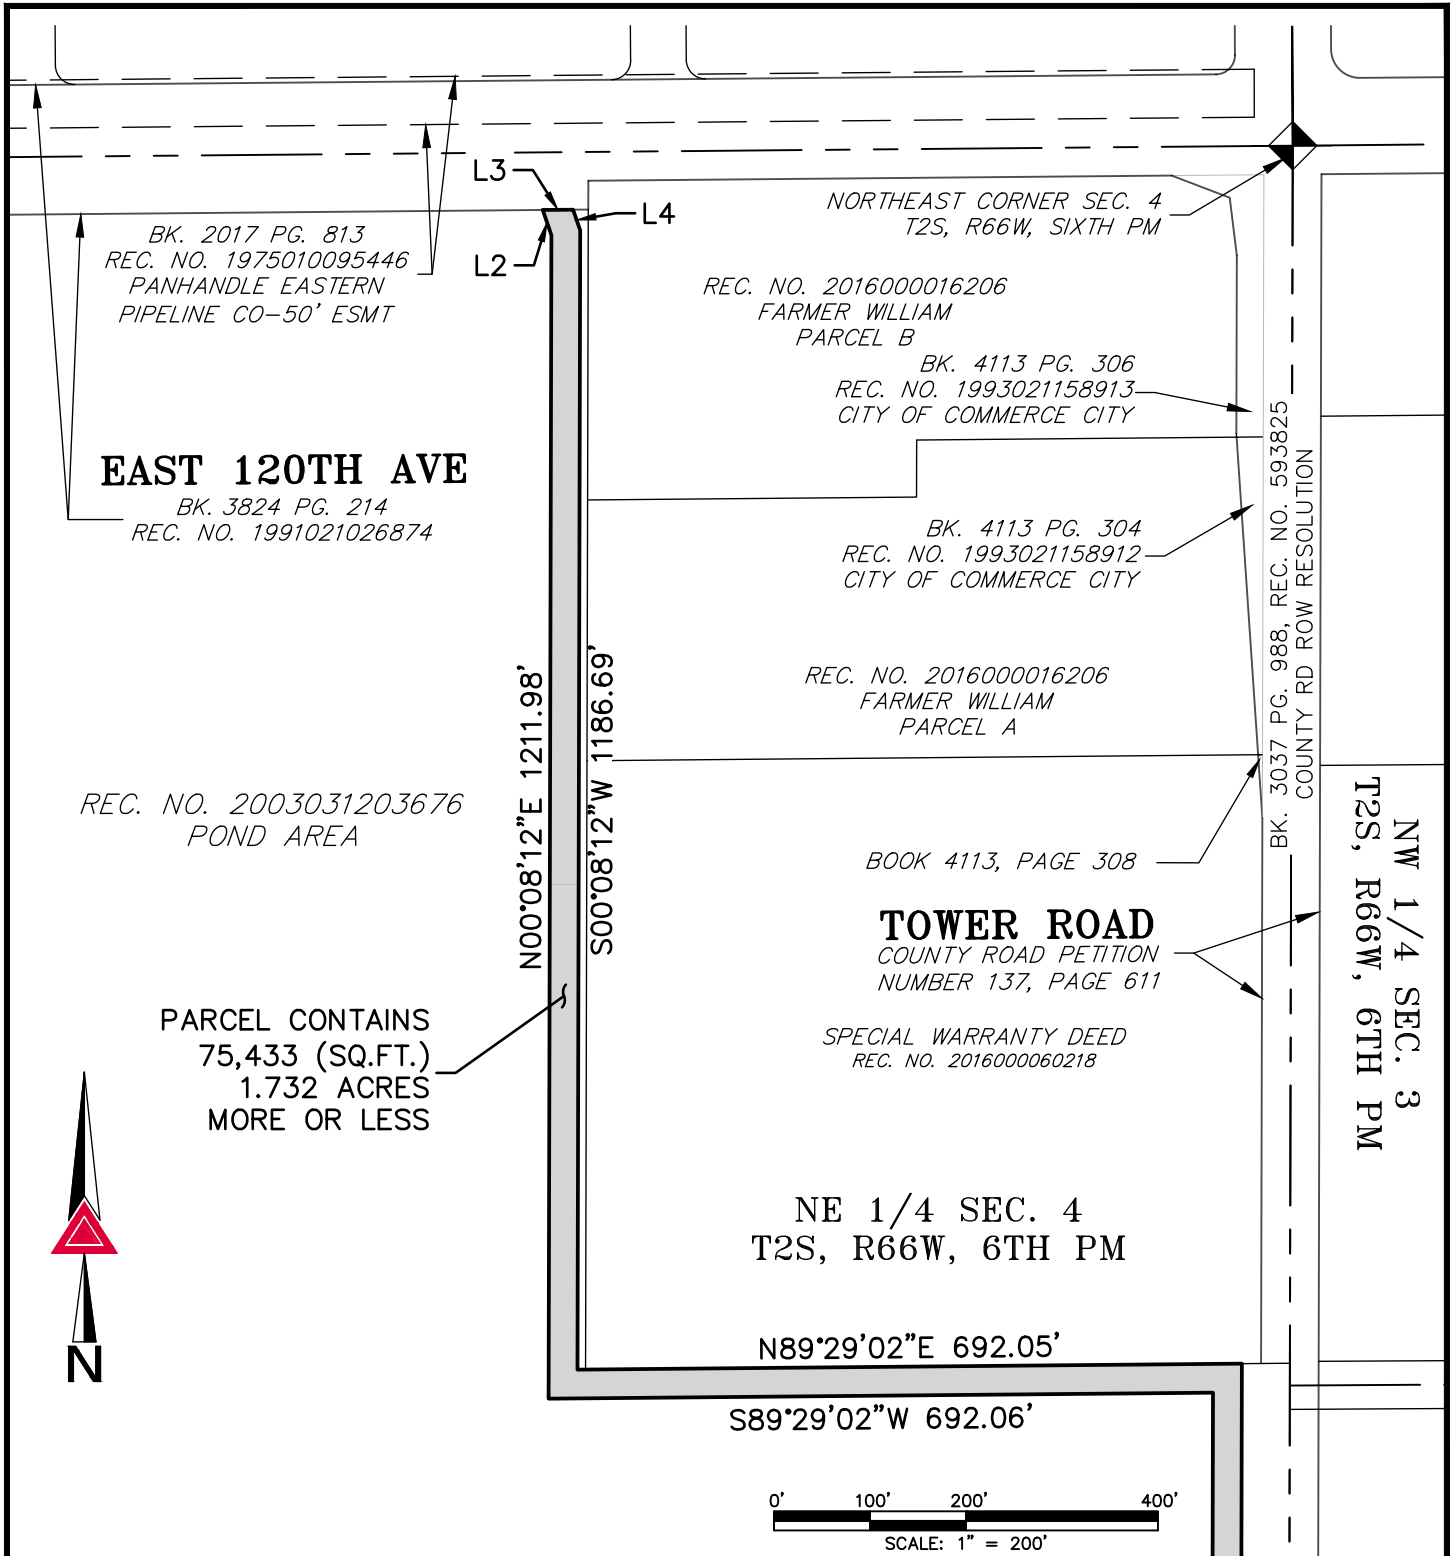 L3
L4
L2
NORTHEAST CORNER SEC. 4
T2S, R66W, SIXTH PM
BK. 2017 PG. 813
REC. NO. 1975010095446
PANHANDLE EASTERN
PIPELINE CO-50' ESMT
REC. NO. 2016000016206
FARMER WILLIAM
PARCEL B
BK. 4113 PG. 306
REC. NO. 1993021158913
CITY OF COMMERCE CITY
EAST 120TH AVE
BK. 3824 PG. 214
REC. NO. 1991021026874
BK. 4113 PG. 304
REC. NO. 1993021158912
CITY OF COMMERCE CITY
BK. 3037 PG. 988, REC. NO. 593825
COUNTY RD ROW RESOLUTION
N00°08'12"E 1211.98'
S00°08'12"W 1186.69'
REC. NO. 2016000016206
FARMER WILLIAM
PARCEL A
REC. NO. 2003031203676
POND AREA
BOOK 4113, PAGE 308
NW 1/4 SEC. 3
T2S, R66W, 6TH PM
TOWER ROAD
COUNTY ROAD PETITION
NUMBER 137, PAGE 611
PARCEL CONTAINS
75,433 (SQ.FT.)
1.732 ACRES
MORE OR LESS
SPECIAL WARRANTY DEED
REC. NO. 2016000060218
NE 1/4 SEC. 4
T2S, R66W, 6TH PM
N
N89°29'02"E 692.05'
S89°29'02"W 692.06'
0' 100' 200' 400'
SCALE: 1" = 200'